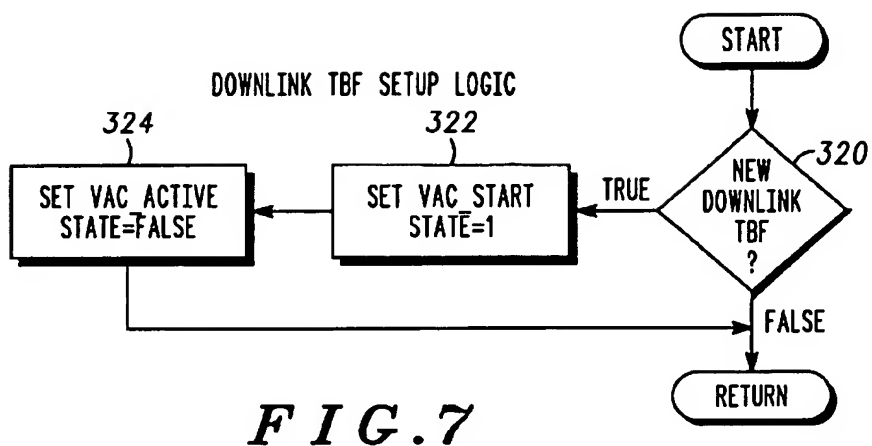 START
DOWNLINK TBF SETUP LOGIC
324
322
320
SET VAC_ACTIVE
STATE=FALSE
SET VAC_START
STATE=1
TRUE
NEW
DOWNLINK
TBF
?
FALSE
RETURN
FIG.7